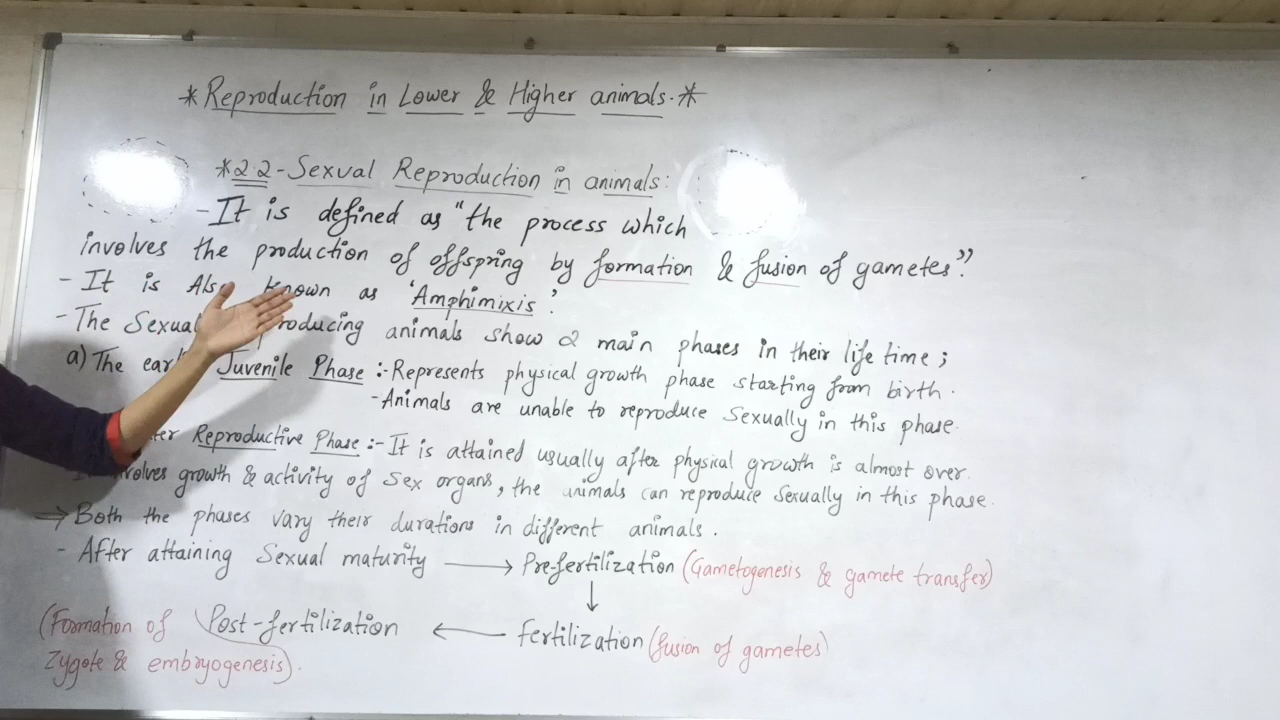 *Reproduction in Lower & Higher animals.*
*2.2-Sexual Reproduction in animals:
-It is defined as "the process which
involves the production of offspring by formation & fusion of gametes".
- It is Also known as 'Amphimixis'.
-The Sexua producing animals show 2 main phases in their life time;
a) The ear Juvenile Phase :-Represents physical growth phase starting from birth.
-Animals are unable to reproduce Sexually in this phase.
Reproductive Phase :- It is attained usually after physical growth is almost over.
involves growth & activity of Sex organs, the animals can reproduce sexually in this phase.
⇒ Both the phases vary their durations in different animals.
- After attaining Sexual maturity → Pre-fertilization (Gametogenesis & gamete transfer)
↓
(Formation of Post-fertilization ← fertilization (fusion of gametes)
Zygote & embryogenesis).